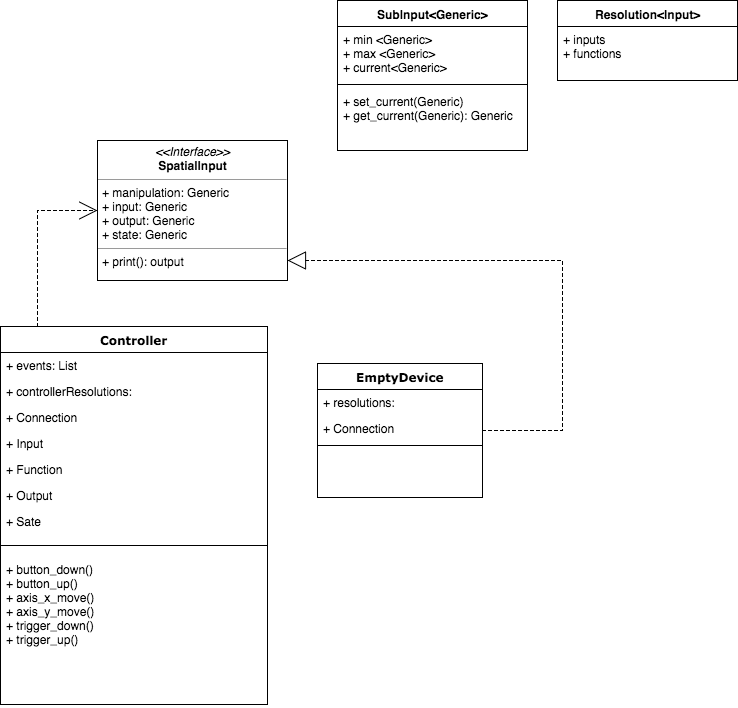 SubInput<Generic>
+ min <Generic>
+ max <Generic>
+ current<Generic>
+ set_current(Generic)
+ get_current(Generic): Generic
Resolution<Input>
+ inputs
+ functions
<<Interface>>
SpatialInput
+ manipulation: Generic
+ input: Generic
+ output: Generic
+ state: Generic
+ print(): output
Controller
+ events: List
+ controllerResolutions:
+ Connection
+ Input
+ Function
+ Output
+ Sate
+ button_down()
+ button_up()
+ axis_x_move()
+ axis_y_move()
+ trigger_down()
+ trigger_up()
EmptyDevice
+ resolutions:
+ Connection